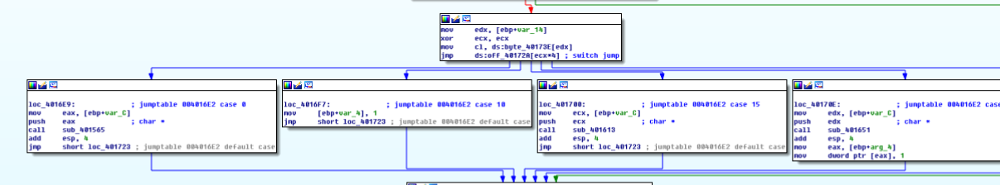 mov     edx, [ebp+var_14]
xor     ecx, ecx
mov     cl, ds:byte_40173E[edx]
jmp     ds:off_40172A[ecx*4] ; switch jump
loc_4016E9:             ; jumptable 004016E2 case 0
mov     eax, [ebp+var_C]
push    eax             ; char *
call    sub_401565
add     esp, 4
jmp     short loc_401723 ; jumptable 004016E2 default case
loc_4016F7:             ; jumptable 004016E2 case 10
mov     [ebp+var_4], 1
jmp     short loc_401723 ; jumptable 004016E2 default case
loc_401700:             ; jumptable 004016E2 case 15
mov     ecx, [ebp+var_C]
push    ecx             ; char *
call    sub_401613
add     esp, 4
jmp     short loc_401723 ; jumptable 004016E2 default case
loc_40170E:             ; jumptable 004016E2 case
mov     edx, [ebp+var_C]
push    edx             ; char *
call    sub_401651
add     esp, 4
mov     eax, [ebp+arg_4]
mov     dword ptr [eax], 1